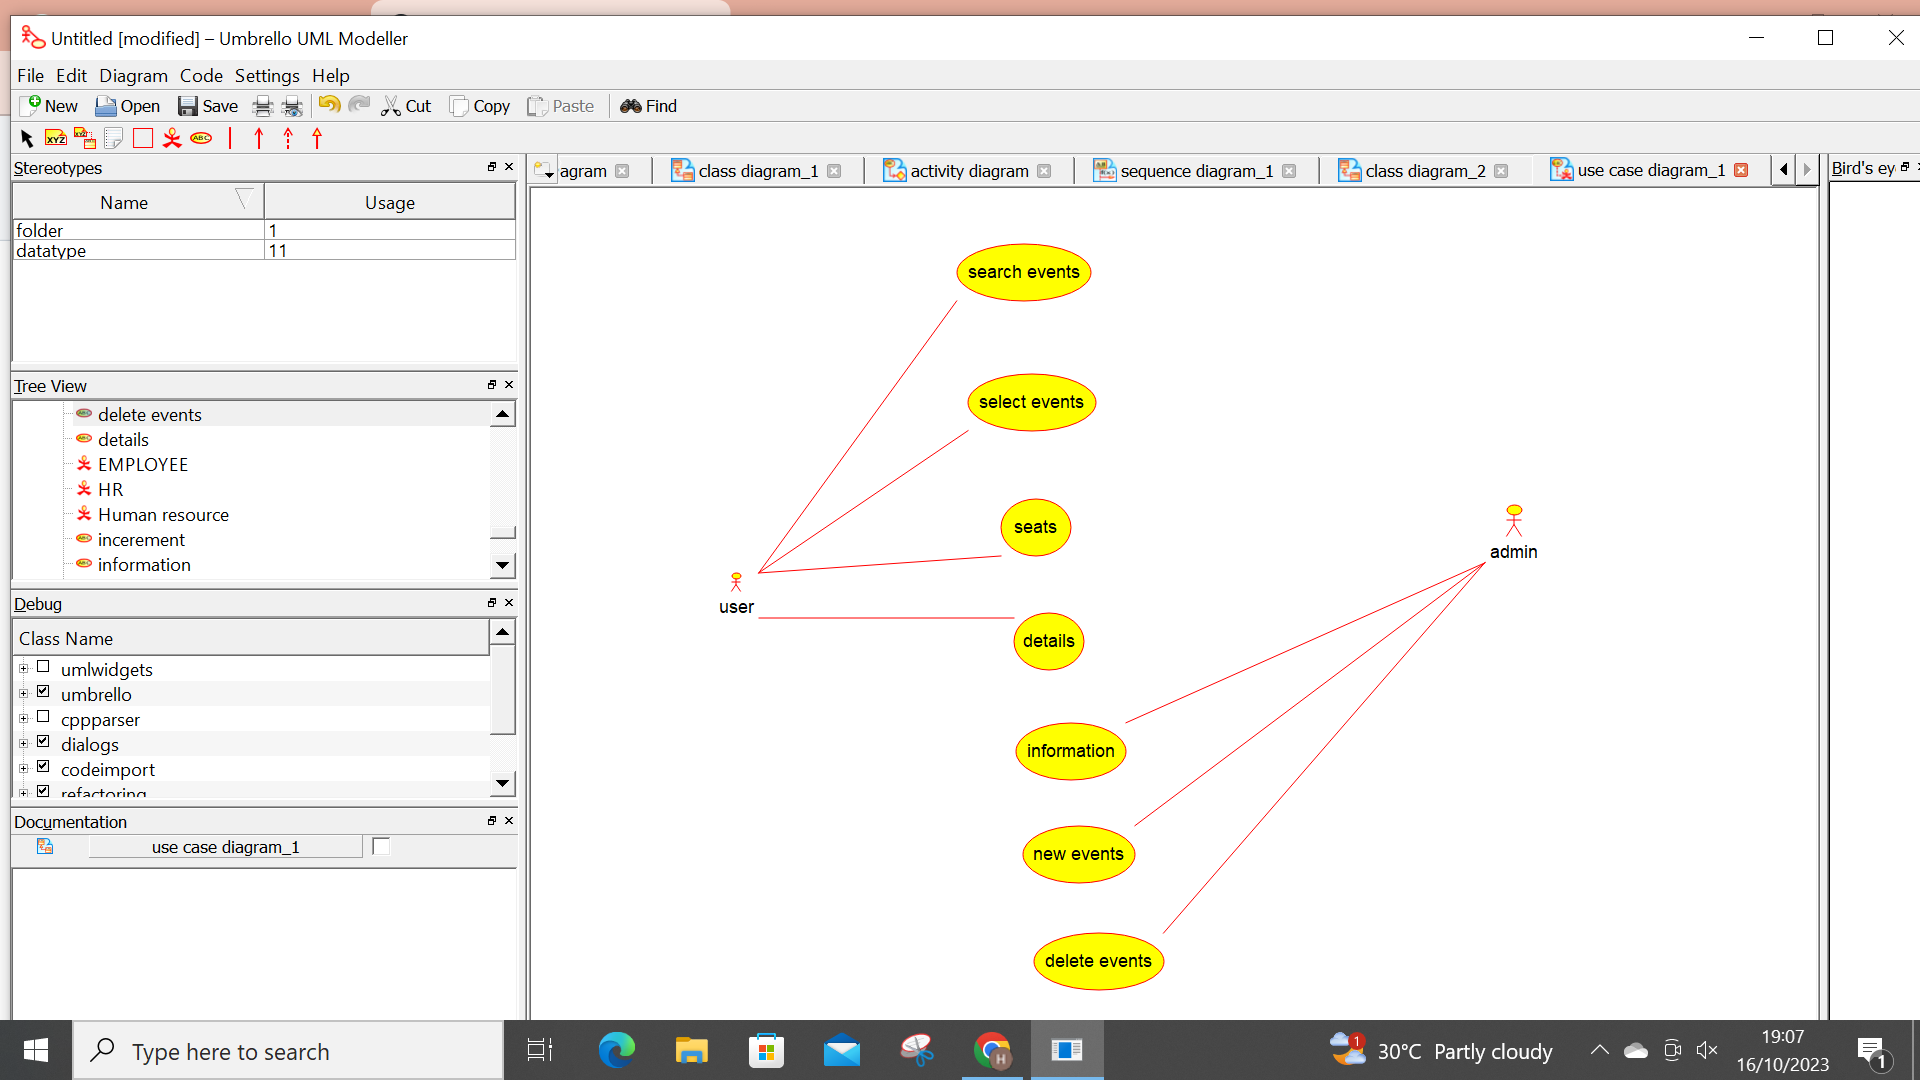 Untitled [modified] – Umbrello UML Modeller
File Edit Diagram Code Settings Help
New Open Save Cut Copy Paste Find
XYZ XYZ ABC
Stereotypes
Name Usage
folder 1
datatype 11
Tree View
delete events
details
EMPLOYEE
HR
Human resource
incerement
information
Debug
Class Name
umlwidgets
umbrello
cppparser
dialogs
codeimport
refactoring
Documentation
use case diagram_1
agram class diagram_1 activity diagram sequence diagram_1 class diagram_2 use case diagram_1
Bird's ey
search events
select events
seats
user
details
admin
information
new events
delete events
Type here to search
H
1
30°C Partly cloudy
19:07
16/10/2023
1